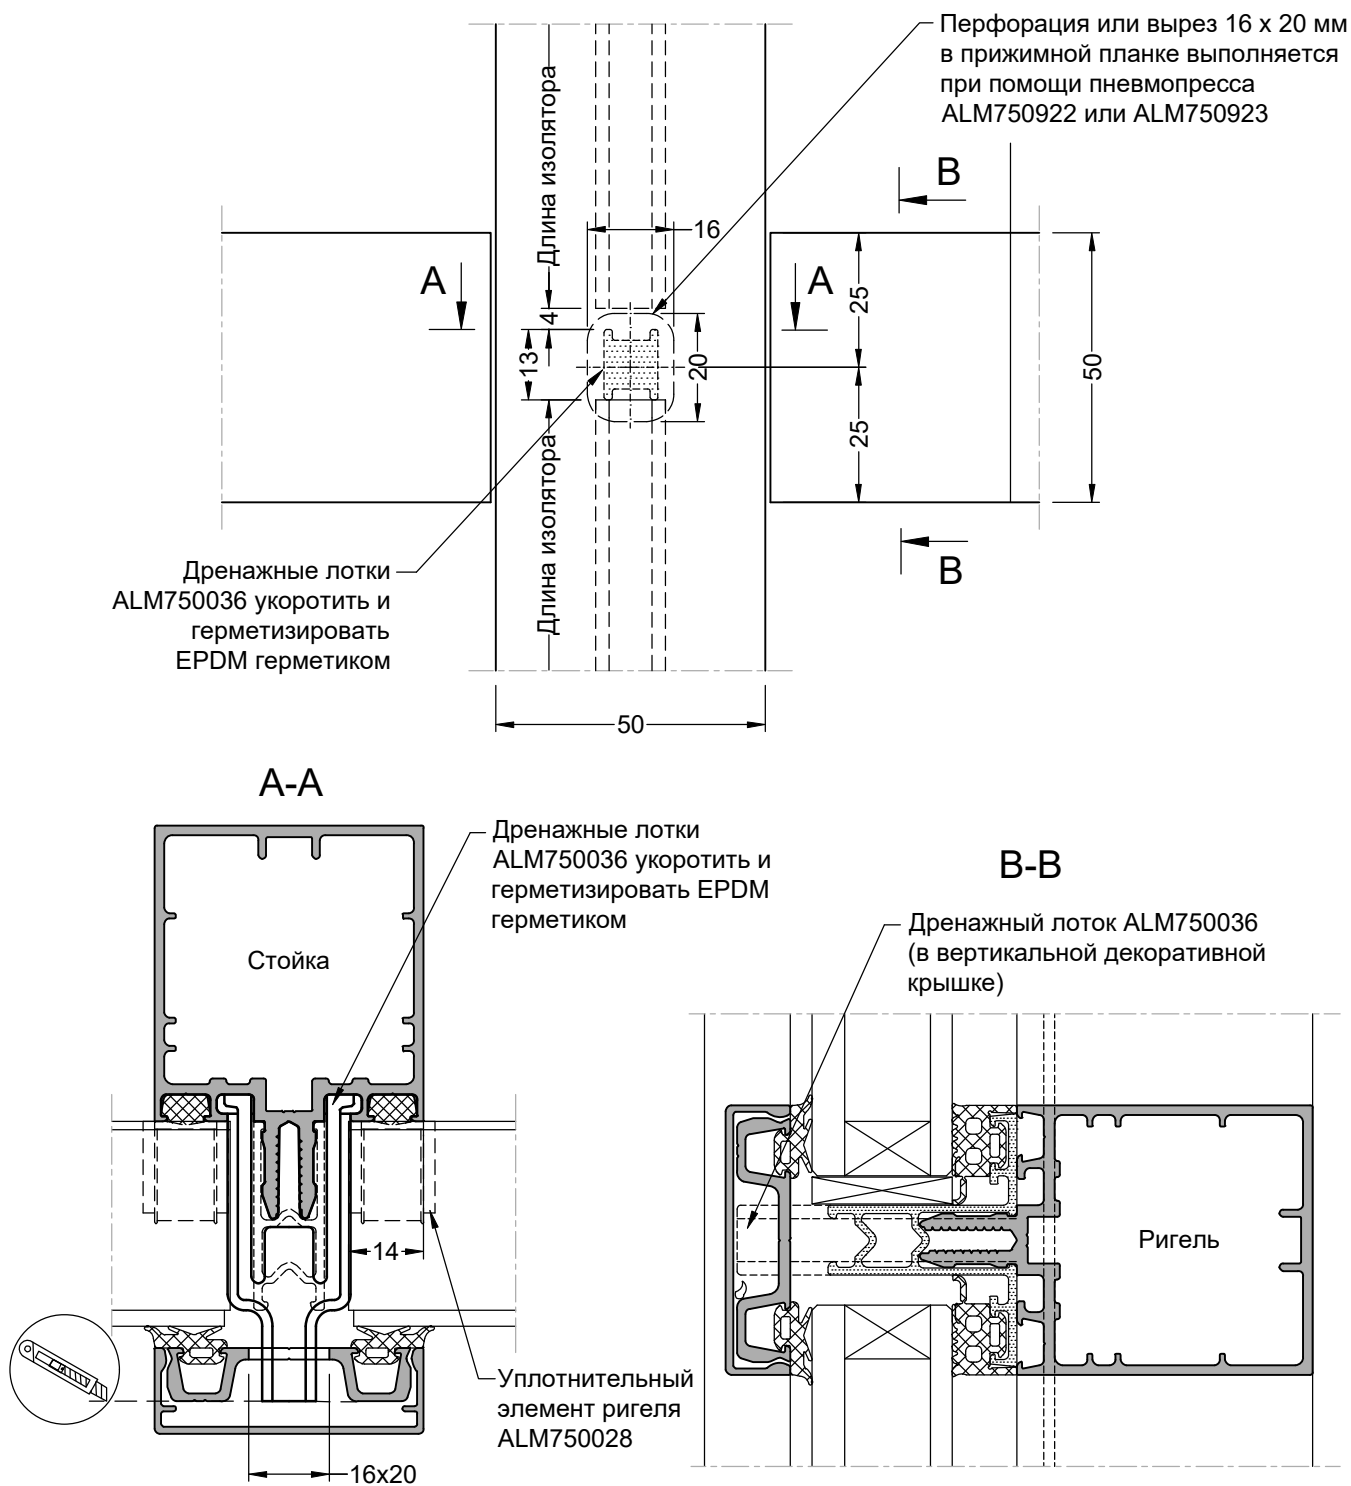 Перфорация или вырез 16 x 20 мм
в прижимной планке выполняется
при помощи пневмопресса
ALM750922 или ALM750923
Длина изолятора
B
16
A
A
25
4
13
20
50
25
Длина изолятора
B
Дренажные лотки
ALM750036 укоротить и
герметизировать
EPDM герметиком
50
A-A
Дренажные лотки
ALM750036 укоротить и
герметизировать EPDM
герметиком
B-B
Дренажный лоток ALM750036
(в вертикальной декоративной
крышке)
Стойка
Ригель
14
Уплотнительный
элемент ригеля
ALM750028
16x20